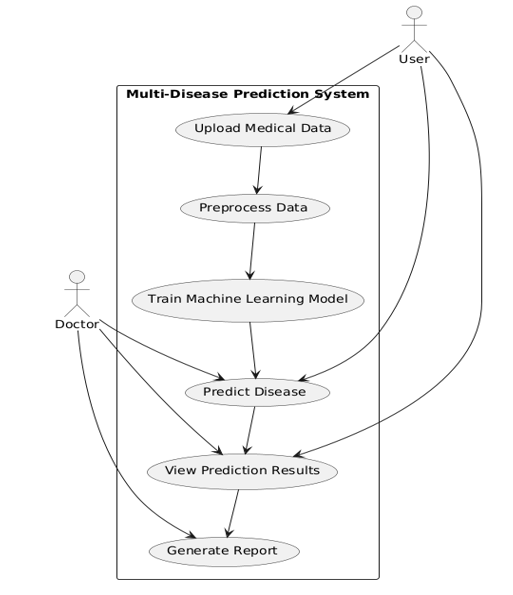 User
Multi-Disease Prediction System
Upload Medical Data
Preprocess Data
Train Machine Learning Model
Doctor
Predict Disease
View Prediction Results
Generate Report